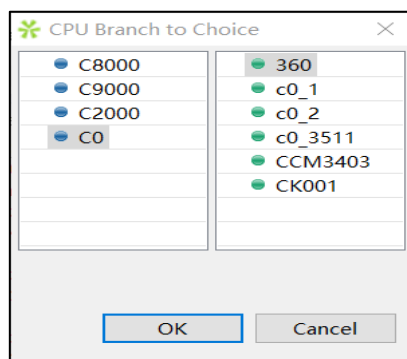 CPU Branch to Choice
C8000
C9000
C2000
C0
360
c0_1
c0_2
c0_3511
CCM3403
CK001
OK
Cancel